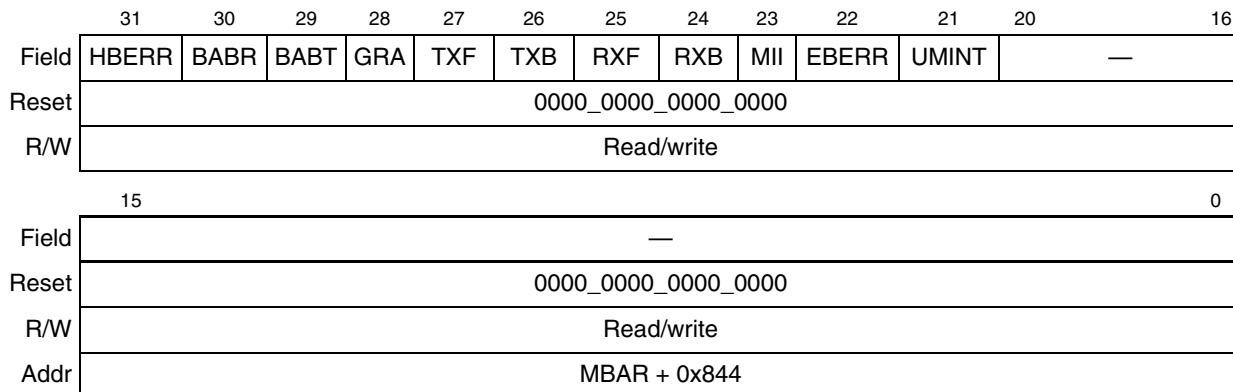 31 30 29 28 27 26 25 24 23 22 21 20 16
Field HBERR BABR BABT GRA TXF TXB RXF RXB MII EBERR UMINT —
Reset 0000_0000_0000_0000
R/W Read/write
15 0
Field —
Reset 0000_0000_0000_0000
R/W Read/write
Addr MBAR + 0x844